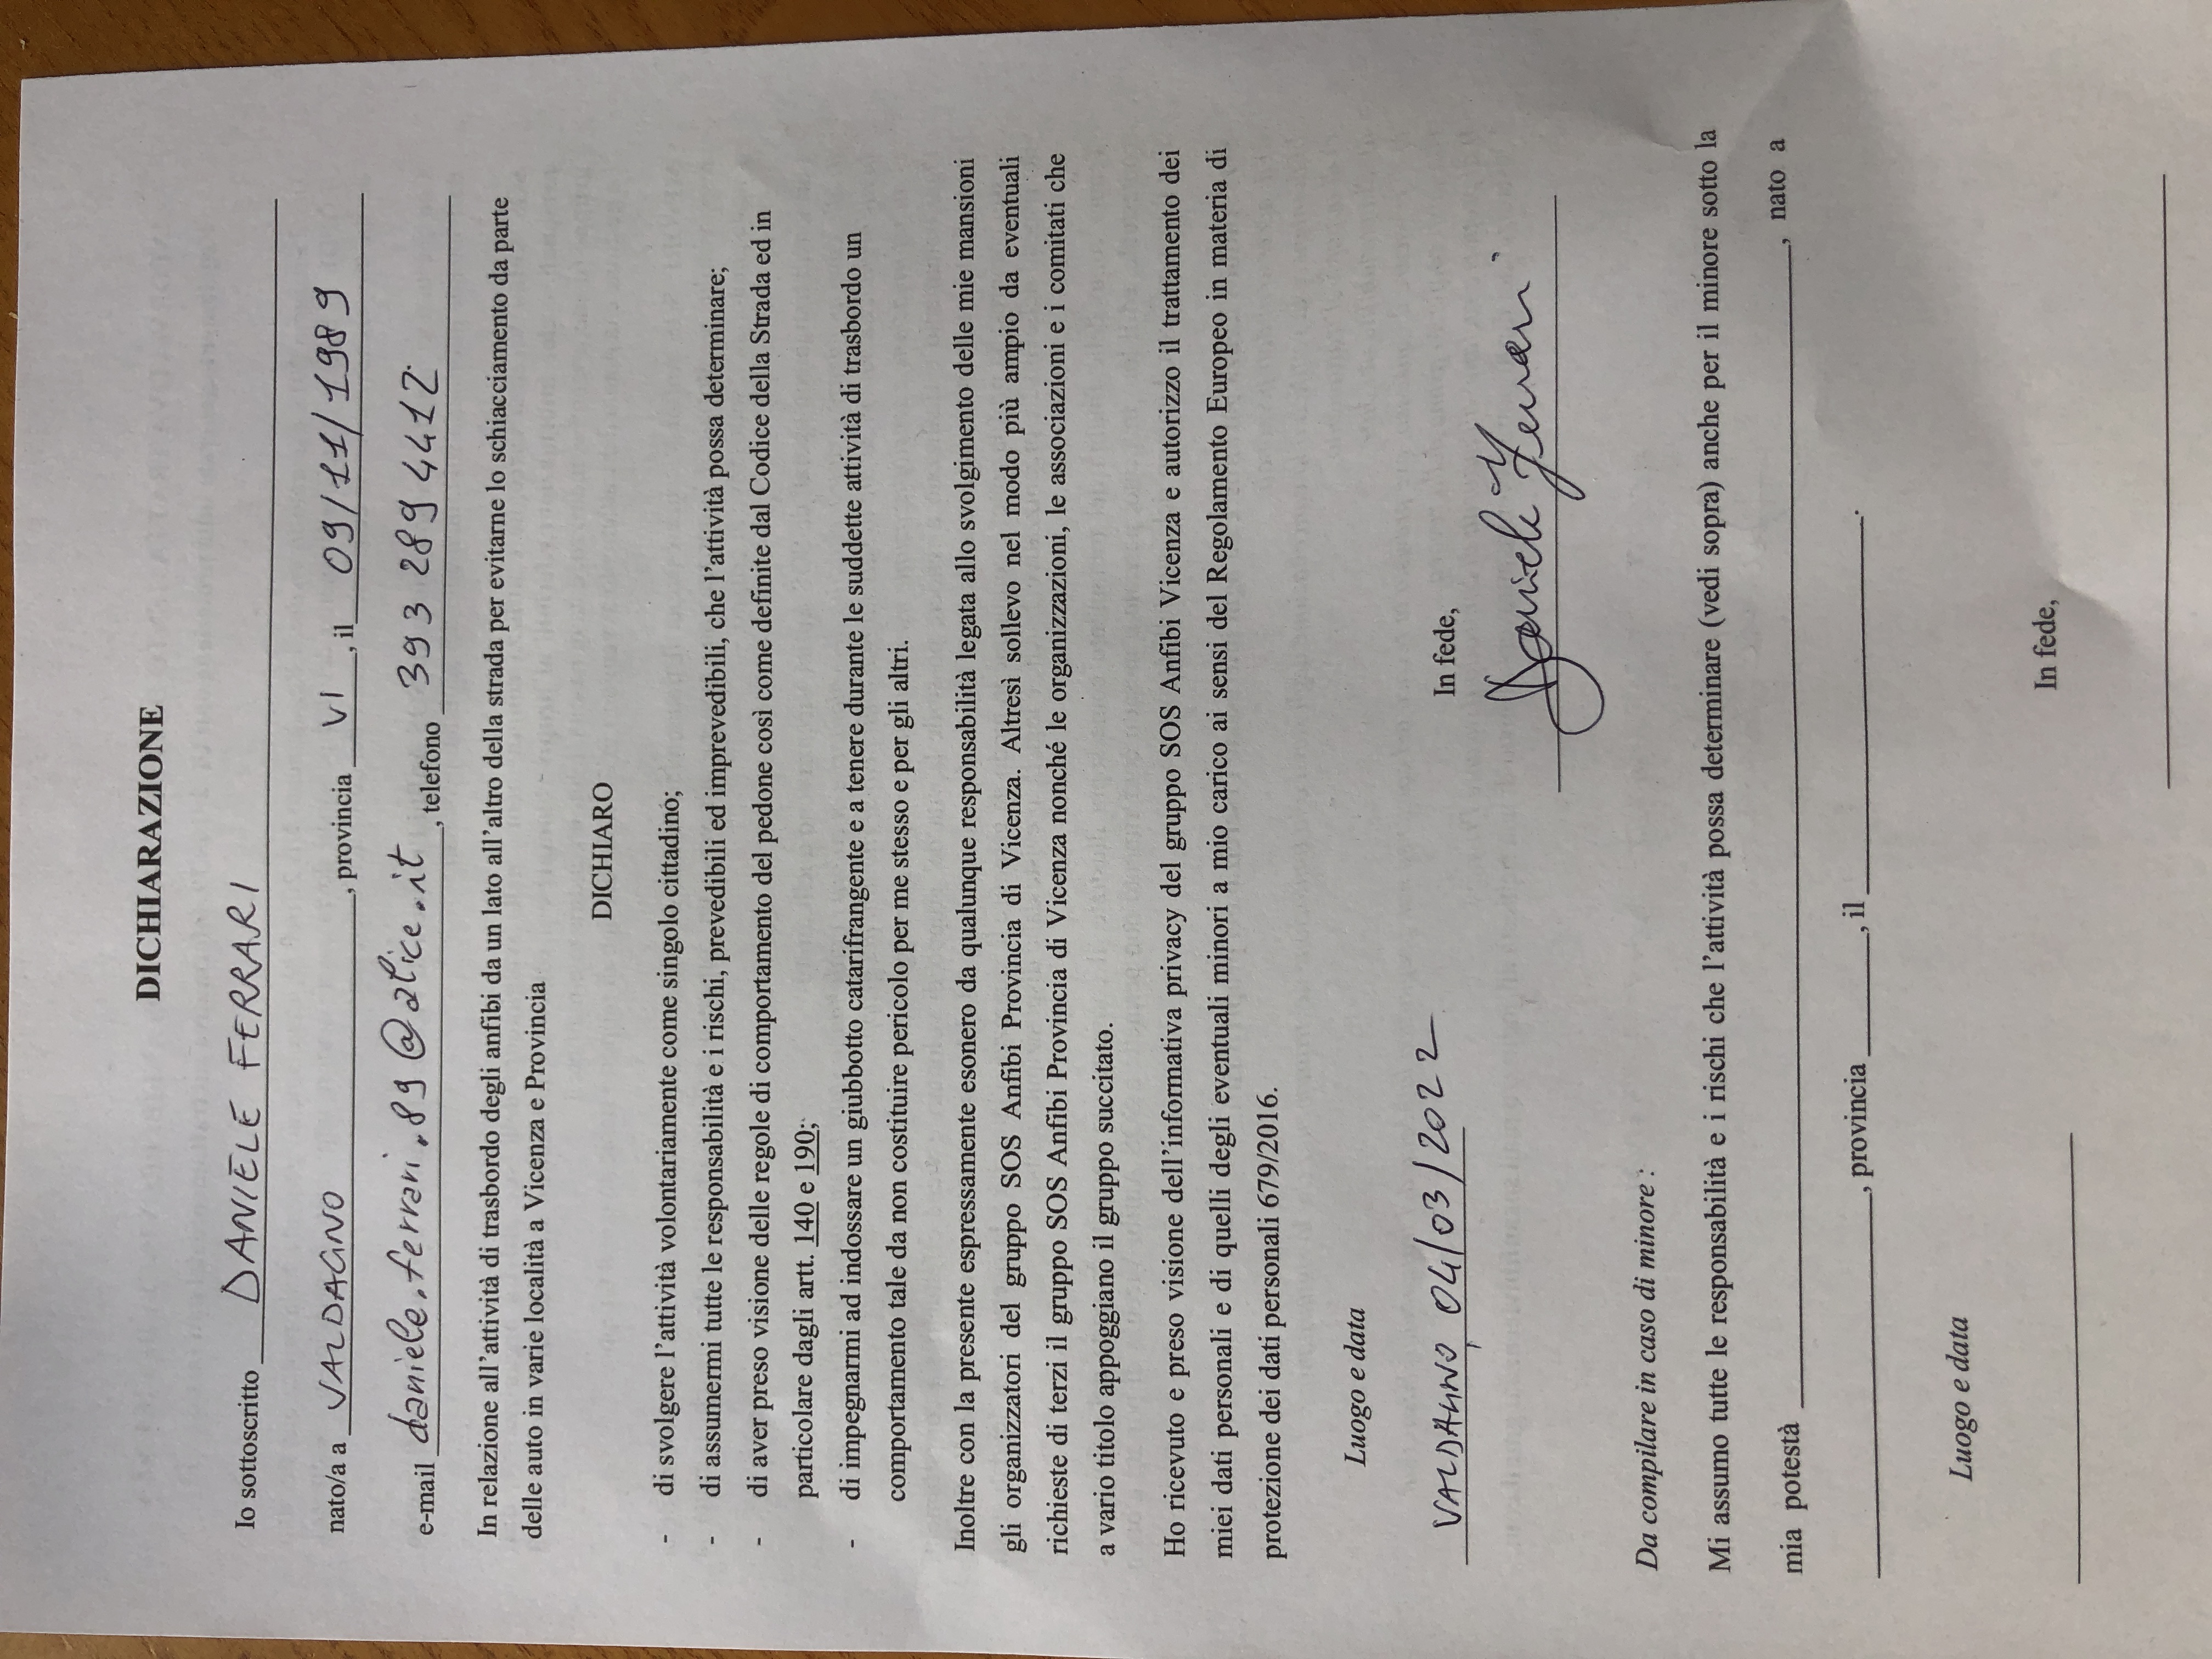 DICHIARAZIONE
Io sottoscritto DANIELE FERRARI
nato/a a VALDAGNO, provincia VI, il 09/11/1989
e-mail daniele.ferrari.89@alice.it, telefono 393 289 4412
In relazione all'attività di trasbordo degli anfibi da un lato all'altro della strada per evitarne lo schiacciamento da parte
delle auto in varie località a Vicenza e Provincia
DICHIARO
- di svolgere l'attività volontariamente come singolo cittadino;
- di assumermi tutte le responsabilità e i rischi, prevedibili ed imprevedibili, che l'attività possa determinare;
- di aver preso visione delle regole di comportamento del pedone così come definite dal Codice della Strada ed in
particolare dagli artt. 140 e 190;
- di impegnarmi ad indossare un giubbotto catarifrangente e a tenere durante le suddette attività di trasbordo un
comportamento tale da non costituire pericolo per me stesso e per gli altri.
Inoltre con la presente espressamente esonero da qualunque responsabilità legata allo svolgimento delle mie mansioni
gli organizzatori del gruppo SOS Anfibi Provincia di Vicenza. Altresì sollevo nel modo più ampio da eventuali
richieste di terzi il gruppo SOS Anfibi Provincia di Vicenza nonché le organizzazioni, le associazioni e i comitati che
a vario titolo appoggiano il gruppo succitato.
Ho ricevuto e preso visione dell'informativa privacy del gruppo SOS Anfibi Vicenza e autorizzo il trattamento dei
miei dati personali e di quelli degli eventuali minori a mio carico ai sensi del Regolamento Europeo in materia di
protezione dei dati personali 679/2016.
Luogo e data
VALDAGNO, 04/03/2022
In fede,
Daniele Ferrari
Da compilare in caso di minore :
Mi assumo tutte le responsabilità e i rischi che l'attività possa determinare (vedi sopra) anche per il minore sotto la
mia potestà , nato a
, provincia , il .
Luogo e data
In fede,